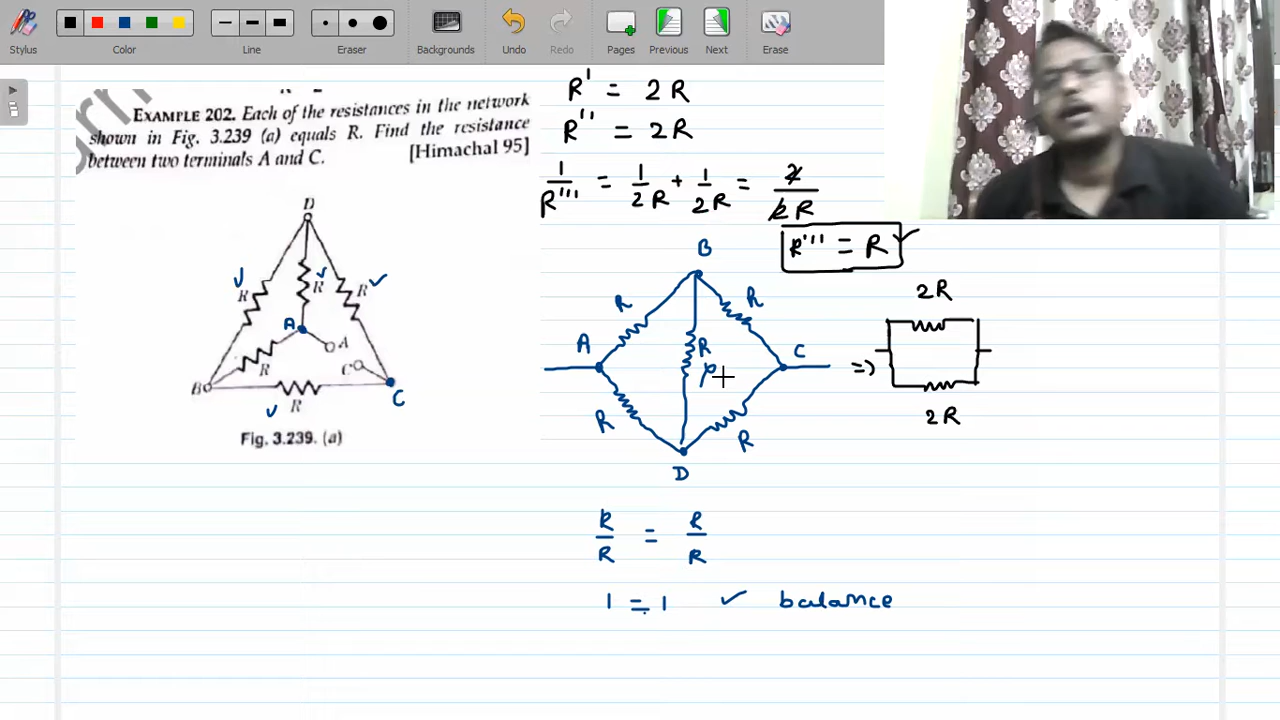 Stylus
Color
Line
Eraser
Backgrounds
Undo
Redo
Pages
Previous
Next
Erase
EXAMPLE 202. Each of the resistances in the network
shown in Fig. 3.239 (a) equals R. Find the resistance
between two terminals A and C. [Himachal 95]
D
R
R
R
A
A
R
C
B
R
C
Fig. 3.239. (a)
R' = 2R
R'' = 2R
1/R''' = 1/2R + 1/2R = 2/2R
R''' = R
B
R
R
A
R
C
R
R
D
=>
2R
2R
R/R = R/R
1 = 1 ✓ balance